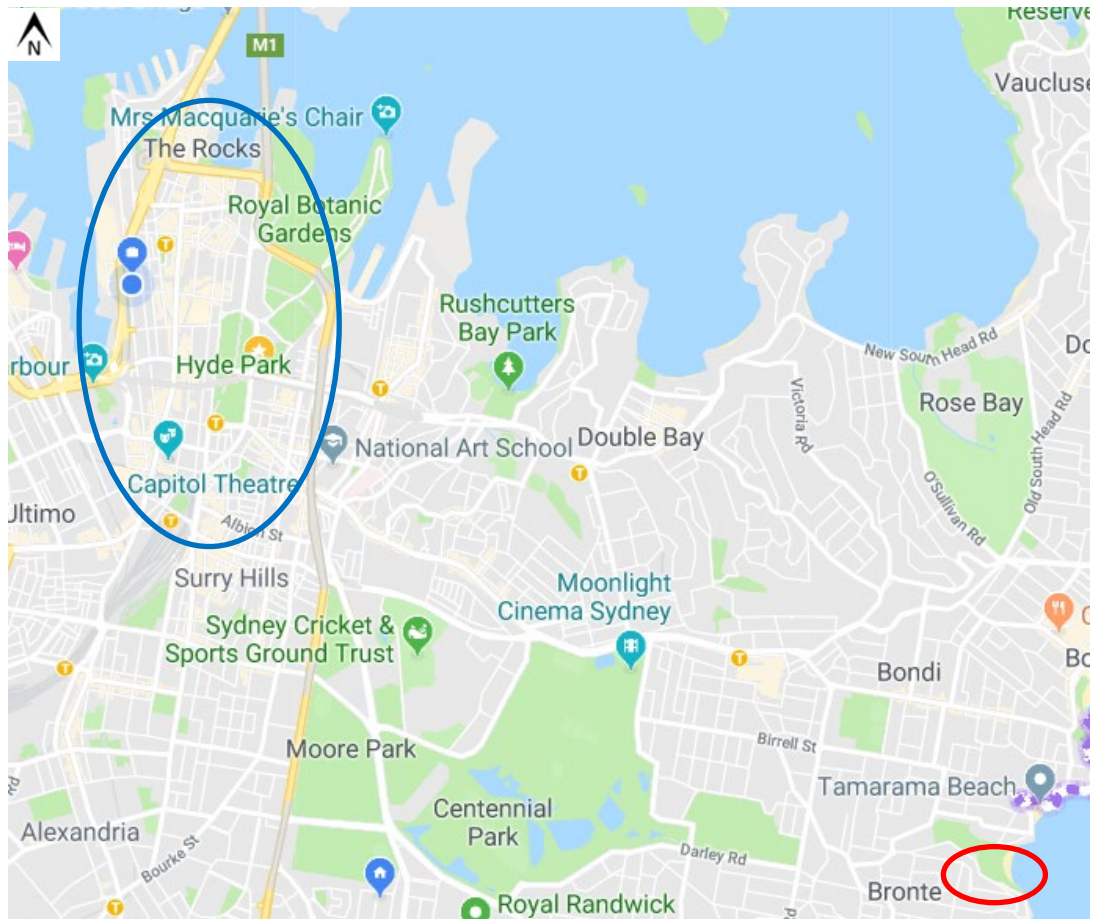 N
M1
Reserve
Vaucluse
Mrs Macquarie's Chair
The Rocks
Royal Botanic
Gardens
T
Rushcutters
Bay Park
New South Head Rd
Do
rbour
Hyde Park
T
Victoria Rd
Rose Bay
Old South Head Rd
T
National Art School
Double Bay
T
Capitol Theatre
O'Sullivan Rd
Ultimo
T
Albion St
Surry Hills
Moonlight
Cinema Sydney
C
Sydney Cricket &
Sports Ground Trust
T
T
Bondi
Bo
Moore Park
Birrell St
Tamarama Beach
Rd
Centennial
Park
Alexandria
Bourke St
Darley Rd
Bronte
T
Royal Randwick